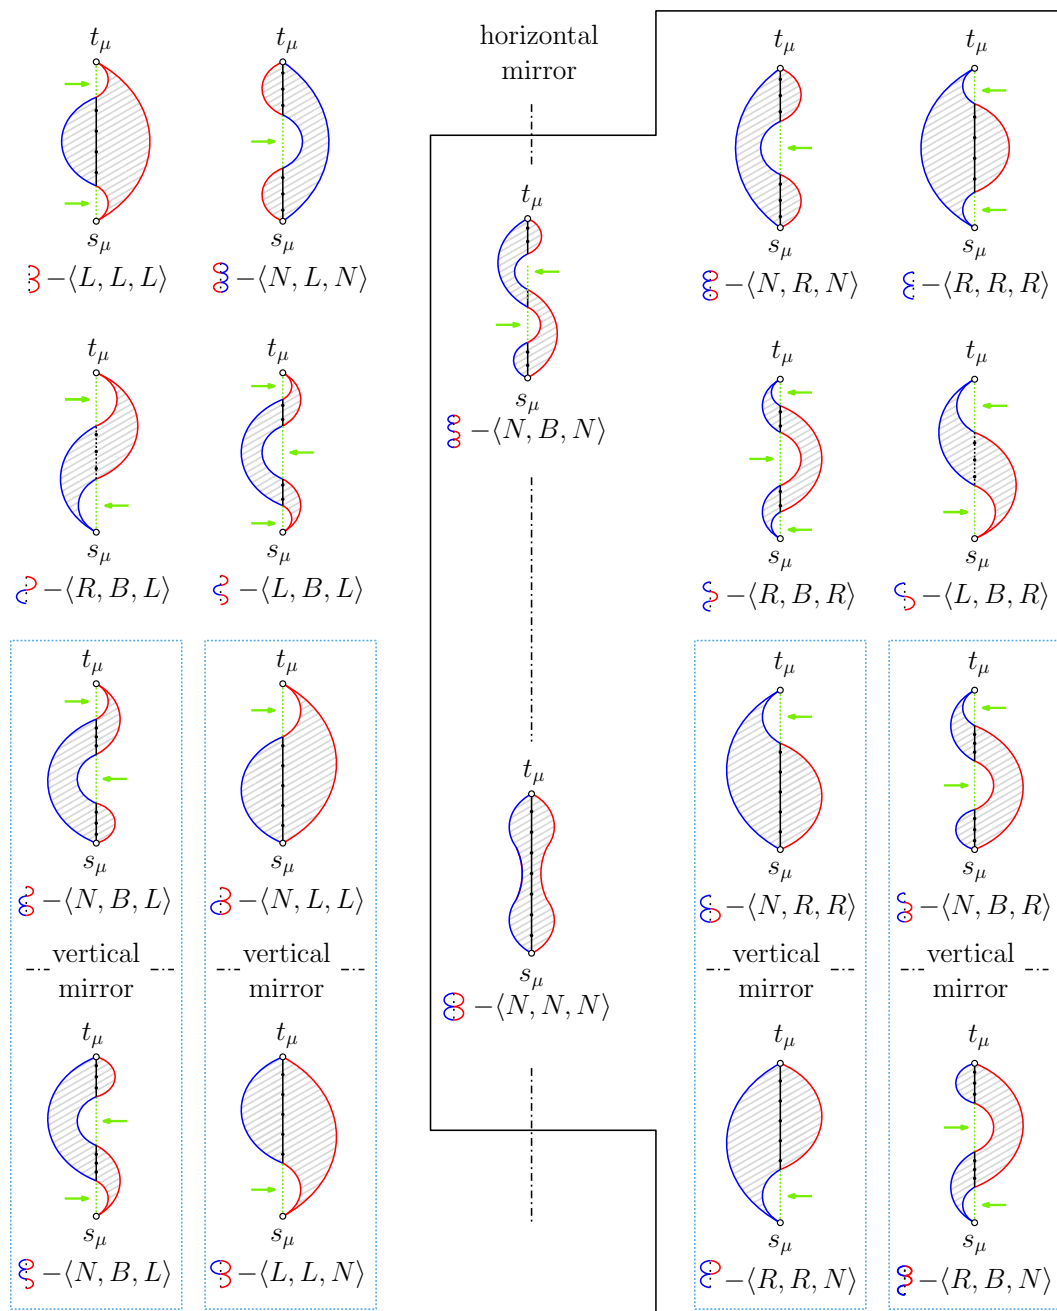 horizontal
mirror
t_μ t_μ t_μ t_μ
s_μ s_μ s_μ s_μ
−⟨L, L, L⟩ −⟨N, L, N⟩ −⟨N, R, N⟩ −⟨R, R, R⟩
t_μ
s_μ
−⟨N, B, N⟩
t_μ t_μ t_μ t_μ
s_μ s_μ s_μ s_μ
−⟨R, B, L⟩ −⟨L, B, L⟩ −⟨R, B, R⟩ −⟨L, B, R⟩
t_μ t_μ t_μ t_μ
s_μ s_μ s_μ s_μ
−⟨N, B, L⟩ −⟨N, L, L⟩ −⟨N, R, R⟩ −⟨N, B, R⟩
t_μ
s_μ
−⟨N, N, N⟩
vertical vertical vertical vertical
mirror mirror mirror mirror
t_μ t_μ t_μ t_μ
s_μ s_μ s_μ s_μ
−⟨N, B, L⟩ −⟨L, L, N⟩ −⟨R, R, N⟩ −⟨R, B, N⟩